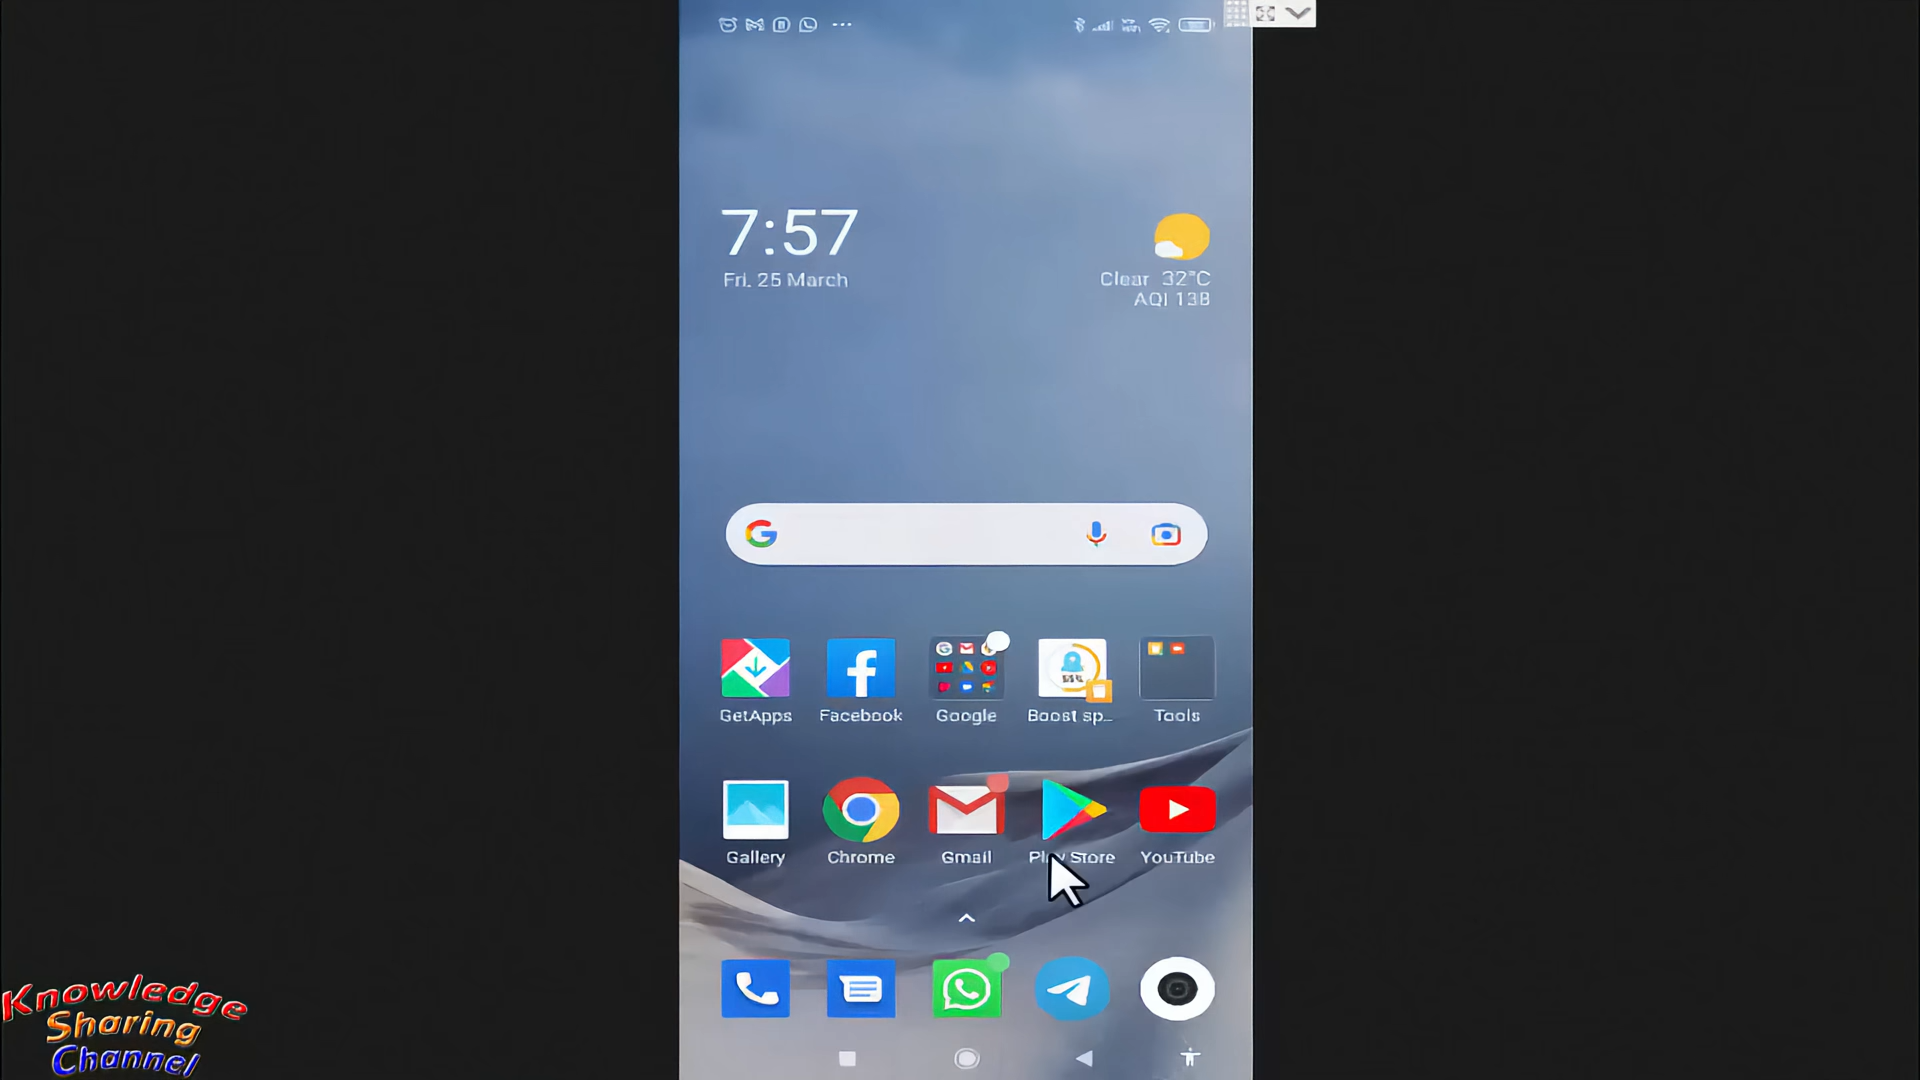 7:57
Fri, 25 March
Clear 32°C
AQI 138
GetApps
Facebook
Google
Boost sp...
Tools
Gallery
Chrome
Gmail
Play Store
YouTube
Knowledge
Sharing
Channel